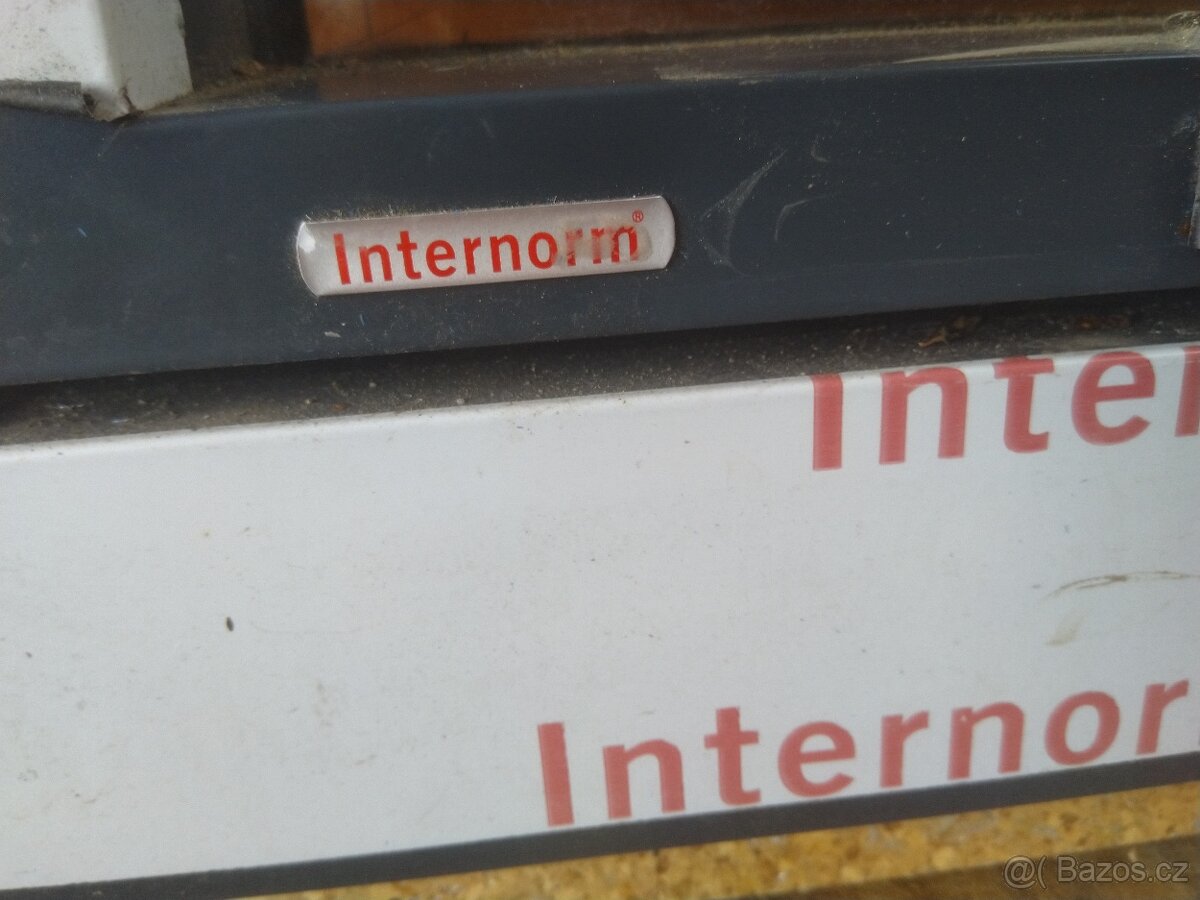 Internorm®
Inter
Internor
@( Bazos.cz